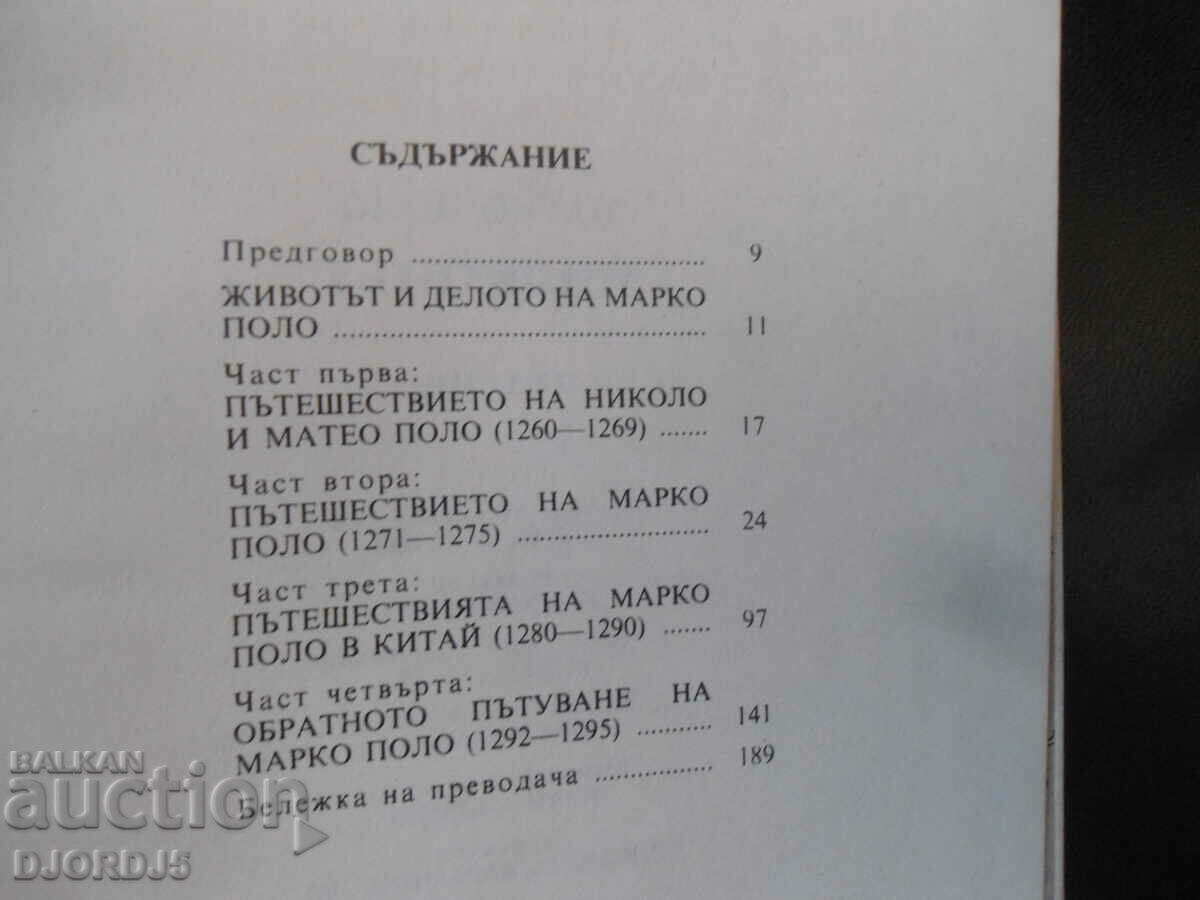 СЪДЪРЖАНИЕ
Предговор ........................................ 9
ЖИВОТЪТ И ДЕЛОТО НА МАРКО
ПОЛО .................................................. 11
Част първа:
ПЪТЕШЕСТВИЕТО НА НИКОЛО
И МАТЕО ПОЛО (1260—1269) ....... 17
Част втора:
ПЪТЕШЕСТВИЕТО НА МАРКО
ПОЛО (1271—1275) .......................... 24
Част трета:
ПЪТЕШЕСТВИЯТА НА МАРКО
ПОЛО В КИТАЙ (1280—1290) ....... 97
Част четвърта:
ОБРАТНОТО ПЪТУВАНЕ НА
МАРКО ПОЛО (1292—1295) ........... 141
Бележка на преводача ................ 189
BALKAN
auction
DJORDJ5